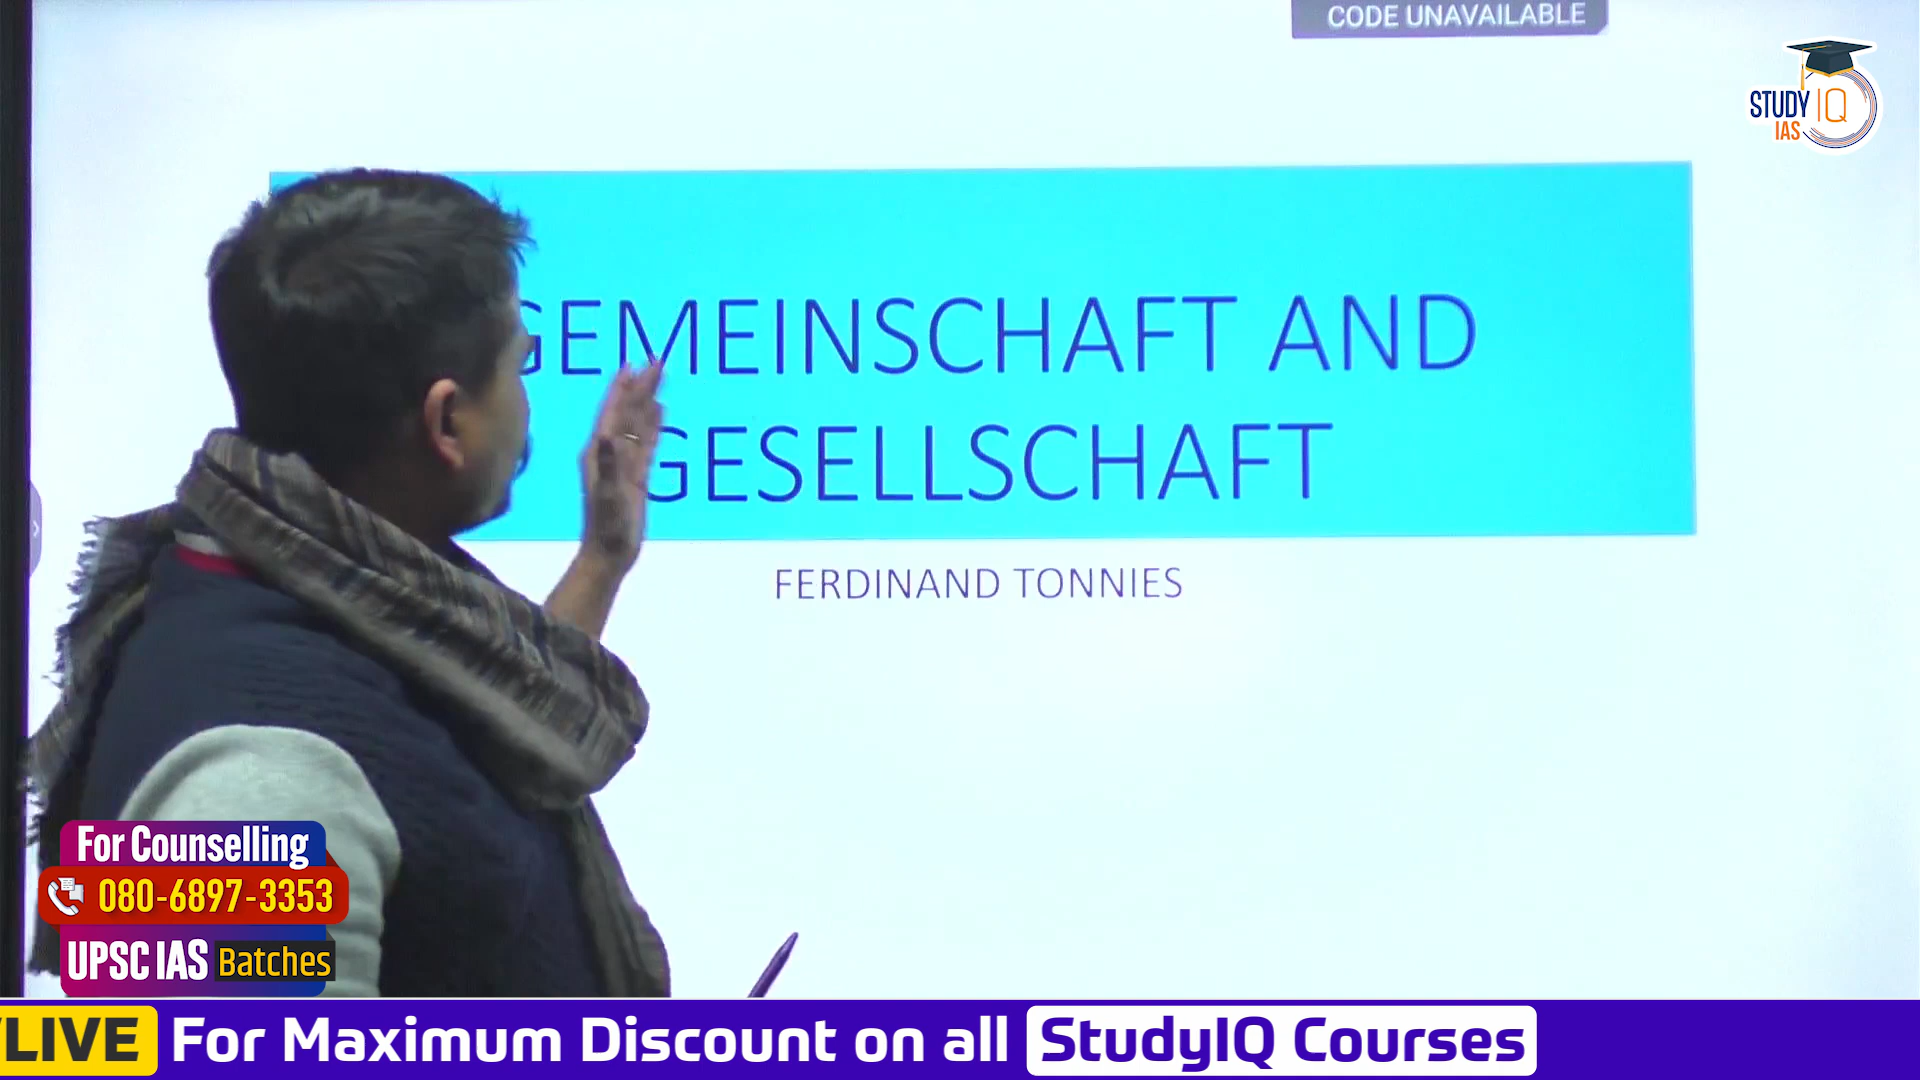 CODE UNAVAILABLE
STUDY IQ
IAS
GEMEINSCHAFT AND
GESELLSCHAFT
FERDINAND TONNIES
For Counselling
080-6897-3353
UPSC IAS Batches
LIVE For Maximum Discount on all StudyIQ Courses